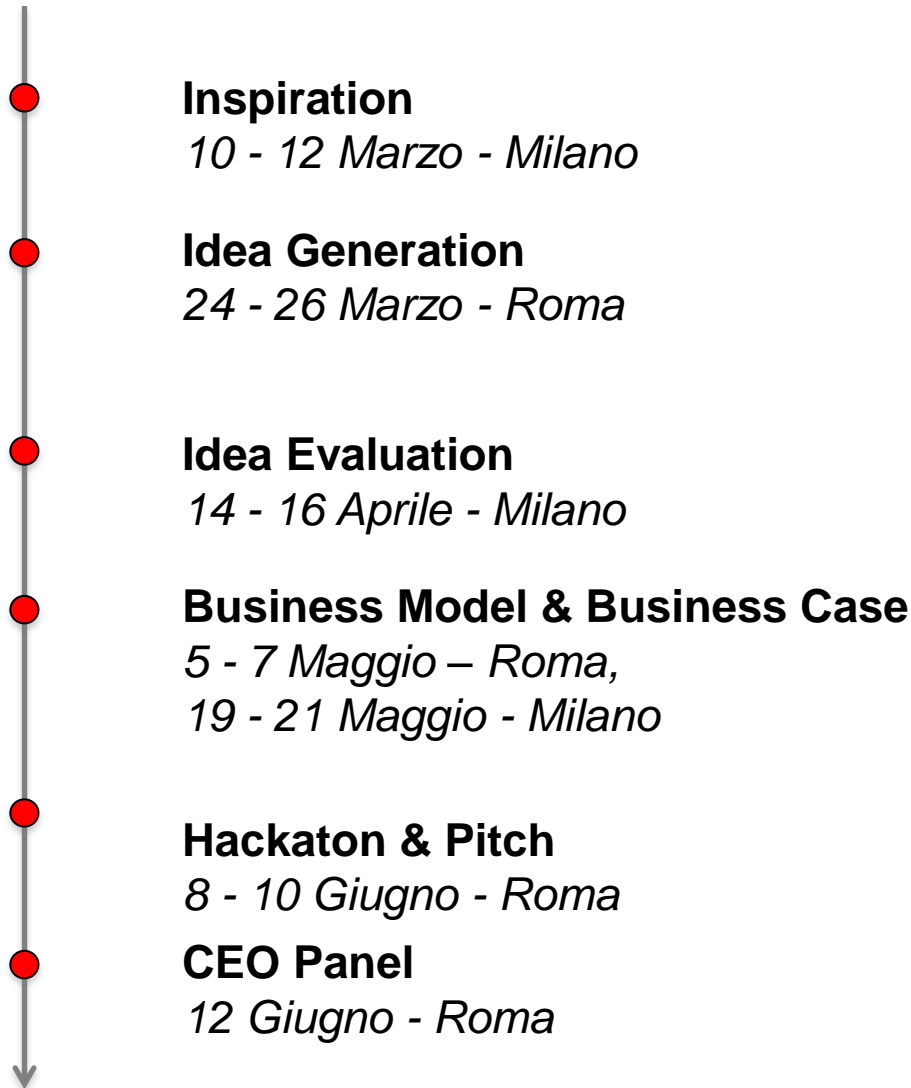 Inspiration
10 - 12 Marzo - Milano
Idea Generation
24 - 26 Marzo - Roma
Idea Evaluation
14 - 16 Aprile - Milano
Business Model & Business Case
5 - 7 Maggio – Roma,
19 - 21 Maggio - Milano
Hackaton & Pitch
8 - 10 Giugno - Roma
CEO Panel
12 Giugno - Roma